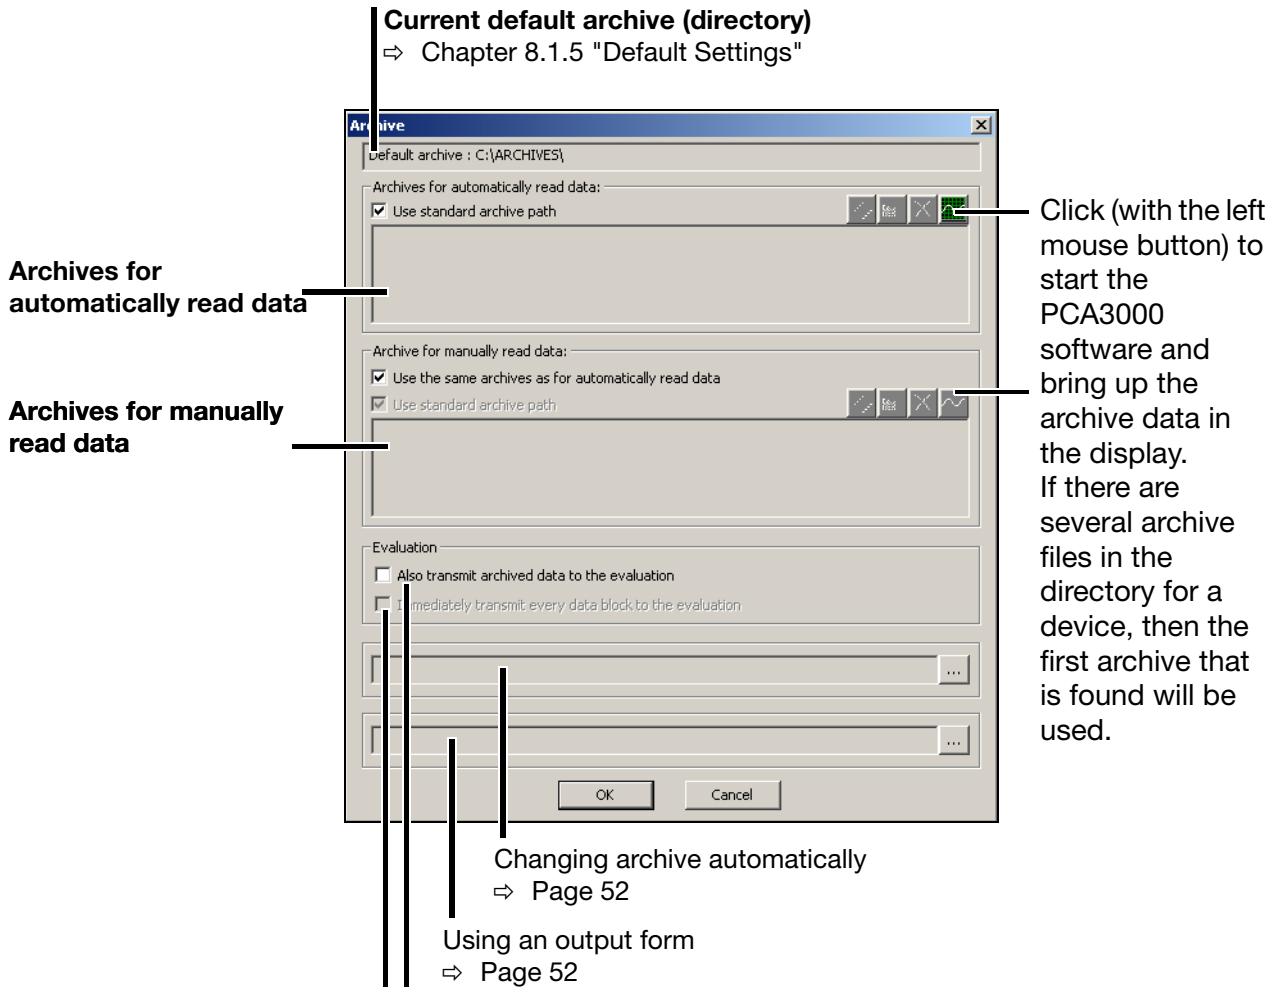 Current default archive (directory)
⇨ Chapter 8.1.5 "Default Settings"
Archive
Default archive : C:\ARCHIVES\
Archives for automatically read data:
Use standard archive path
Archives for
automatically read data
Archive for manually read data:
Use the same archives as for automatically read data
Use standard archive path
Archives for manually
read data
Click (with the left
mouse button) to
start the
PCA3000
software and
bring up the
archive data in
the display.
If there are
several archive
files in the
directory for a
device, then the
first archive that
is found will be
used.
Evaluation
Also transmit archived data to the evaluation
Immediately transmit every data block to the evaluation
...
...
OK
Cancel
Changing archive automatically
⇨ Page 52
Using an output form
⇨ Page 52